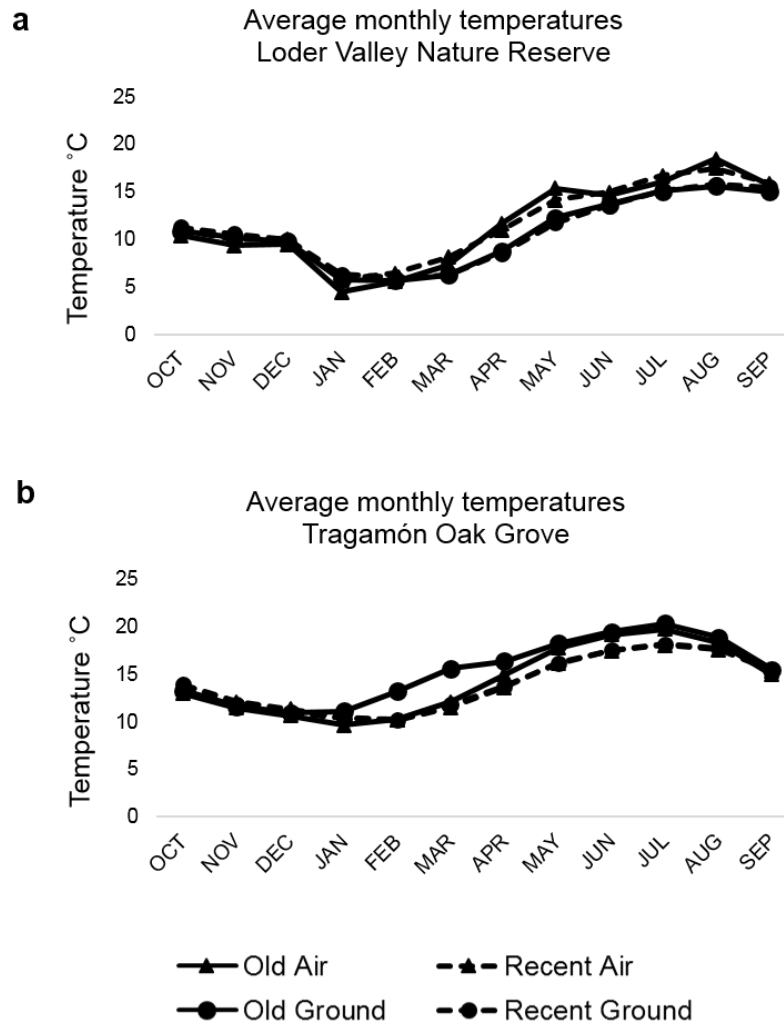 a
Average monthly temperatures
Loder Valley Nature Reserve
Temperature ˚C
25
20
15
10
5
0
OCT NOV DEC JAN FEB MAR APR MAY JUN JUL AUG SEP
b
Average monthly temperatures
Tragamón Oak Grove
Temperature ˚C
25
20
15
10
5
0
OCT NOV DEC JAN FEB MAR APR MAY JUN JUL AUG SEP
Old Air Recent Air
Old Ground Recent Ground